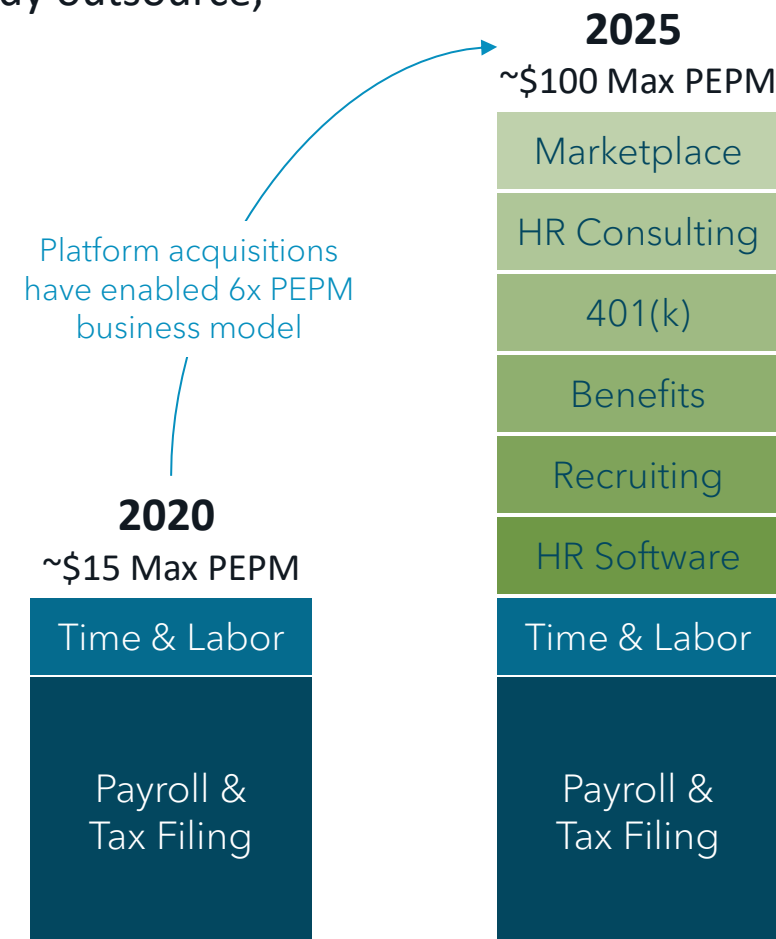 outsource,
2025
~$100 Max PEPM
Marketplace
HR Consulting
401(k)
Benefits
Recruiting
HR Software
Time & Labor
Payroll &
Tax Filing
Platform acquisitions
have enabled 6x PEPM
business model
2020
~$15 Max PEPM
Time & Labor
Payroll &
Tax Filing